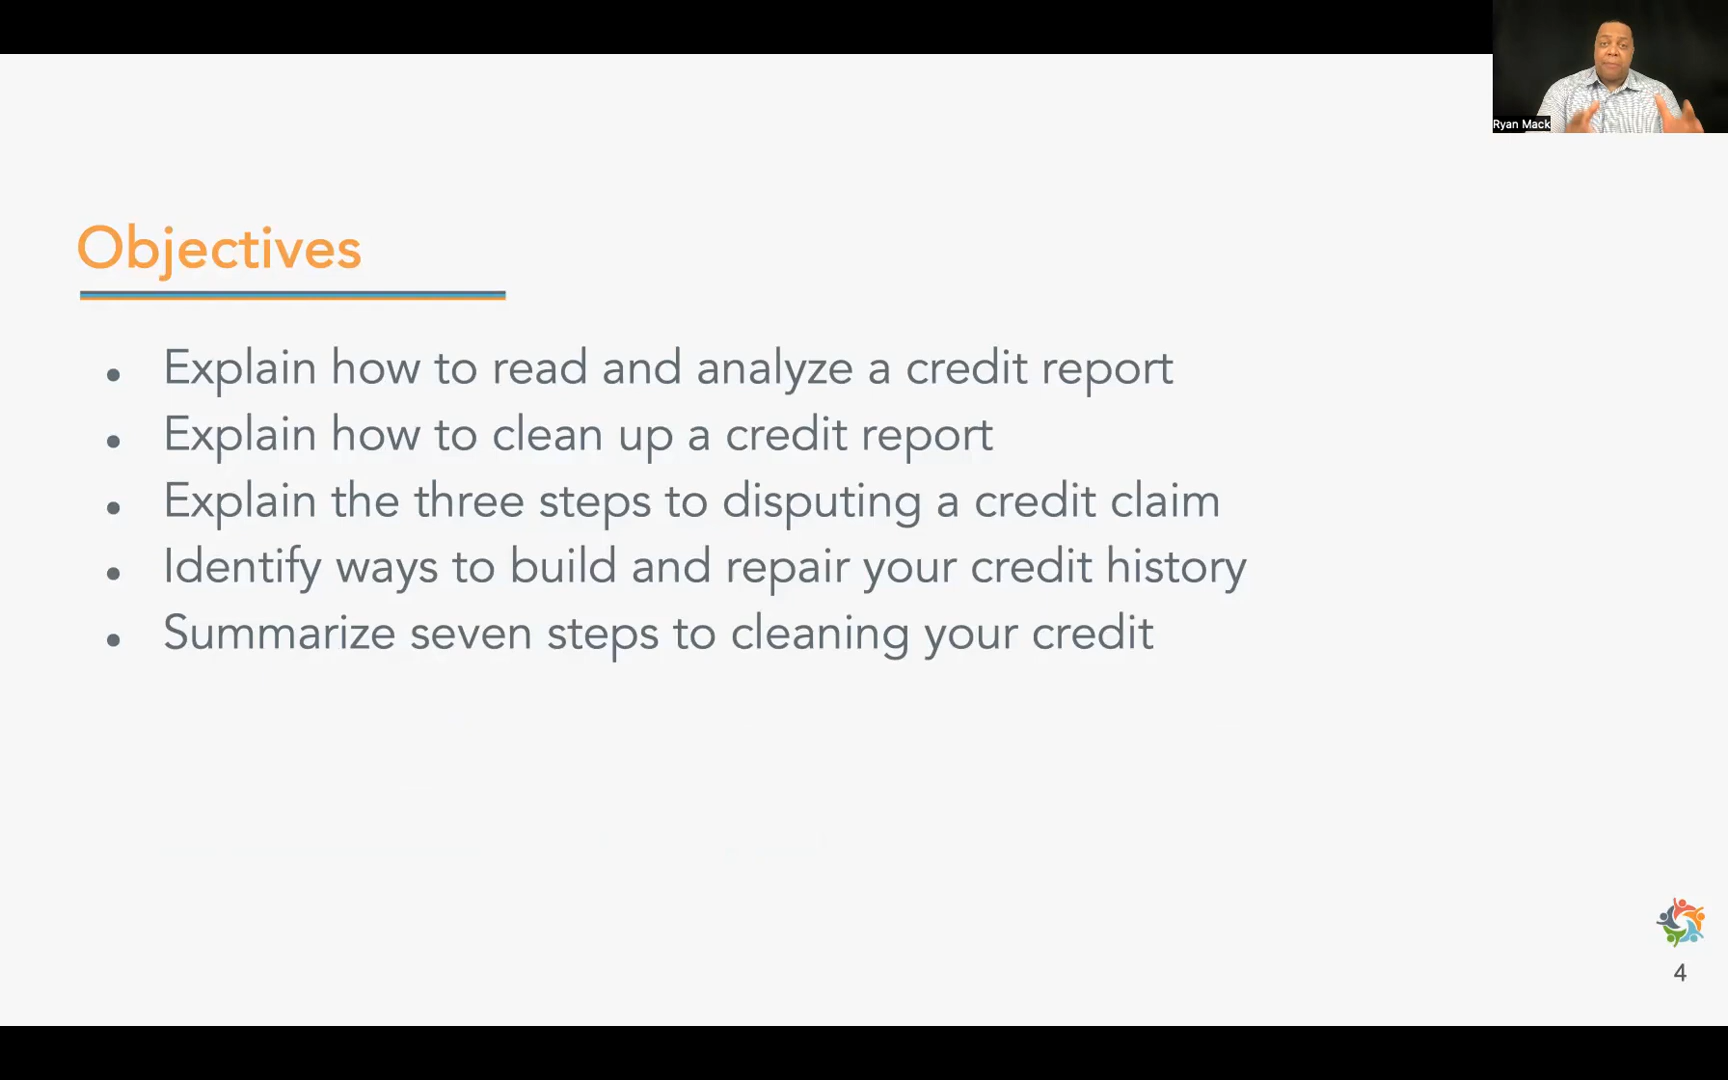 Ryan Mack
Objectives
• Explain how to read and analyze a credit report
• Explain how to clean up a credit report
• Explain the three steps to disputing a credit claim
• Identify ways to build and repair your credit history
• Summarize seven steps to cleaning your credit
4